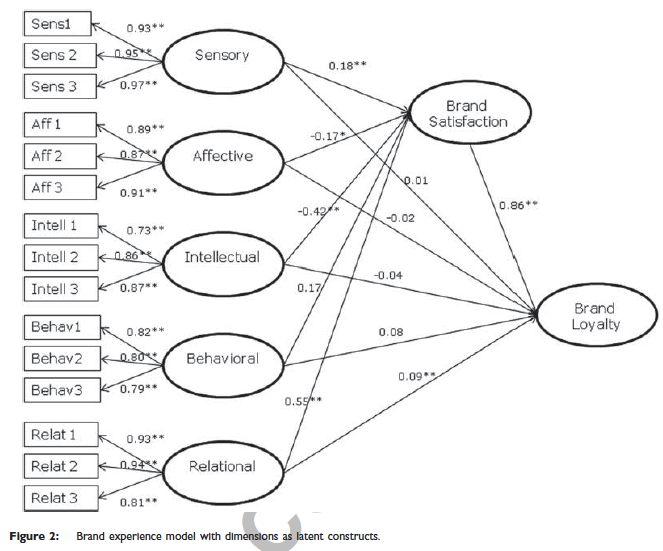 Sens1
0.93**
Sens 2
0.95**
Sens 3
0.97**
Sensory
Aff 1
0.89**
Aff 2
0.87**
Aff 3
0.91**
Affective
Intell 1
0.73**
Intell 2
0.86**
Intell 3
0.87**
Intellectual
Behav1
0.82**
Behav2
0.80**
Behav3
0.79**
Behavioral
Relat 1
0.93**
Relat 2
0.94**
Relat 3
0.81**
Relational
0.18**
-0.17*
-0.42**
0.17
0.55**
0.01
-0.02
-0.04
0.08
0.09**
Brand
Satisfaction
0.86**
Brand
Loyalty
Figure 2: Brand experience model with dimensions as latent constructs.